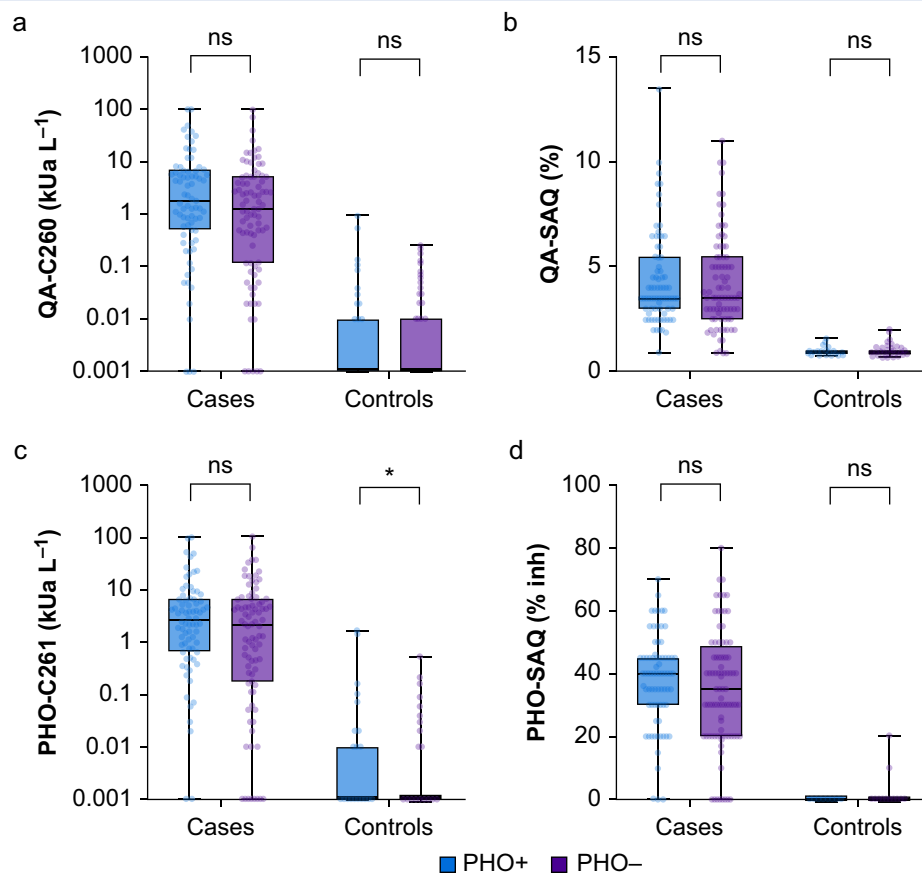 a
ns
ns
QA-C260 (kUa L⁻¹)
1000
100
10
1
0.1
0.01
0.001
Cases
Controls
b
ns
ns
QA-SAQ (%)
15
10
5
0
Cases
Controls
c
ns
*
PHO-C261 (kUa L⁻¹)
1000
100
10
1
0.1
0.01
0.001
Cases
Controls
d
ns
ns
PHO-SAQ (% inh)
100
80
60
40
20
0
Cases
Controls
PHO+ PHO–